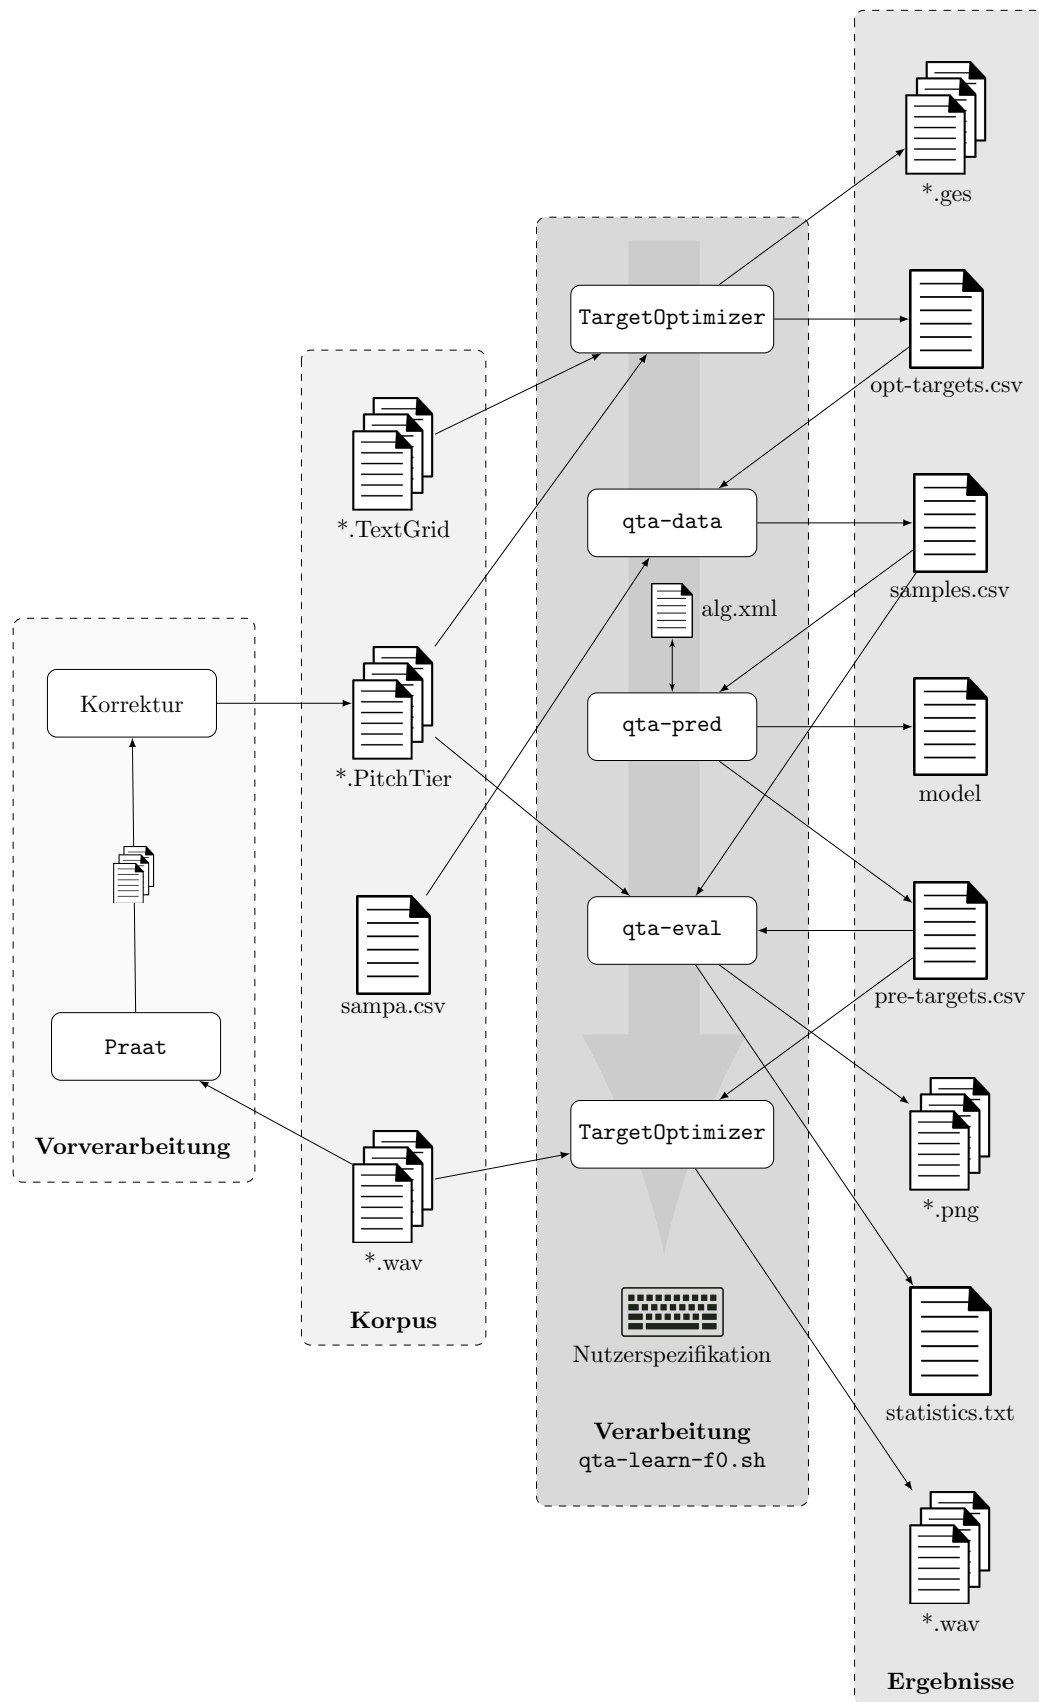 Korrektur
Praat
Vorverarbeitung
*.TextGrid
*.PitchTier
sampa.csv
*.wav
Korpus
TargetOptimizer
qta-data
alg.xml
qta-pred
qta-eval
TargetOptimizer
Nutzerspezifikation
Verarbeitung
qta-learn-f0.sh
*.ges
opt-targets.csv
samples.csv
model
pre-targets.csv
*.png
statistics.txt
*.wav
Ergebnisse